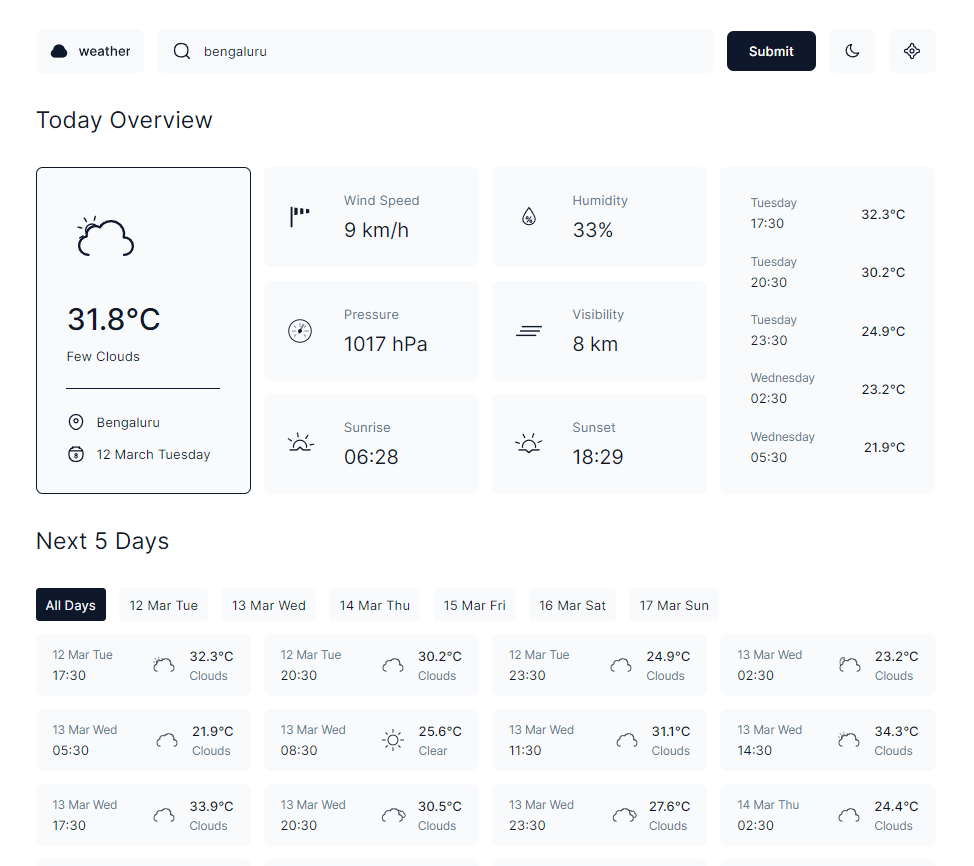 weather
bengaluru
Submit
Today Overview
31.8°C
Few Clouds
Bengaluru
8
12 March Tuesday
Wind Speed
9 km/h
%
Humidity
33%
Pressure
1017 hPa
Visibility
8 km
Sunrise
06:28
Sunset
18:29
Tuesday
17:30
32.3°C
Tuesday
20:30
30.2°C
Tuesday
23:30
24.9°C
Wednesday
02:30
23.2°C
Wednesday
05:30
21.9°C
Next 5 Days
All Days 12 Mar Tue 13 Mar Wed 14 Mar Thu 15 Mar Fri 16 Mar Sat 17 Mar Sun
12 Mar Tue
17:30
32.3°C
Clouds
12 Mar Tue
20:30
30.2°C
Clouds
12 Mar Tue
23:30
24.9°C
Clouds
13 Mar Wed
02:30
23.2°C
Clouds
13 Mar Wed
05:30
21.9°C
Clouds
13 Mar Wed
08:30
25.6°C
Clear
13 Mar Wed
11:30
31.1°C
Clouds
13 Mar Wed
14:30
34.3°C
Clouds
13 Mar Wed
17:30
33.9°C
Clouds
13 Mar Wed
20:30
30.5°C
Clouds
13 Mar Wed
23:30
27.6°C
Clouds
14 Mar Thu
02:30
24.4°C
Clouds